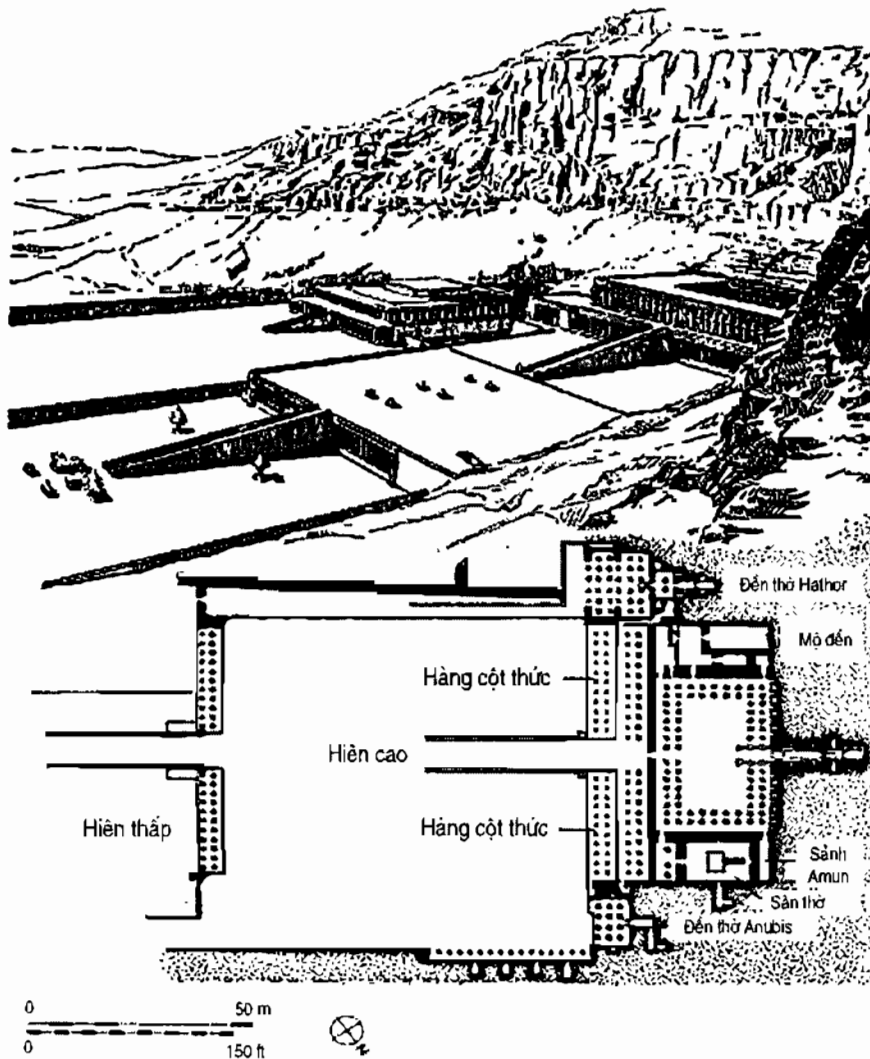 Đền thờ Hathor
Mộ đền
Hàng cột thức
Hiên cao
Hiên thấp
Hàng cột thức
Sảnh
Amun
Sàn thờ
Đền thờ Anubis
0 50 m
0 150 ft
N